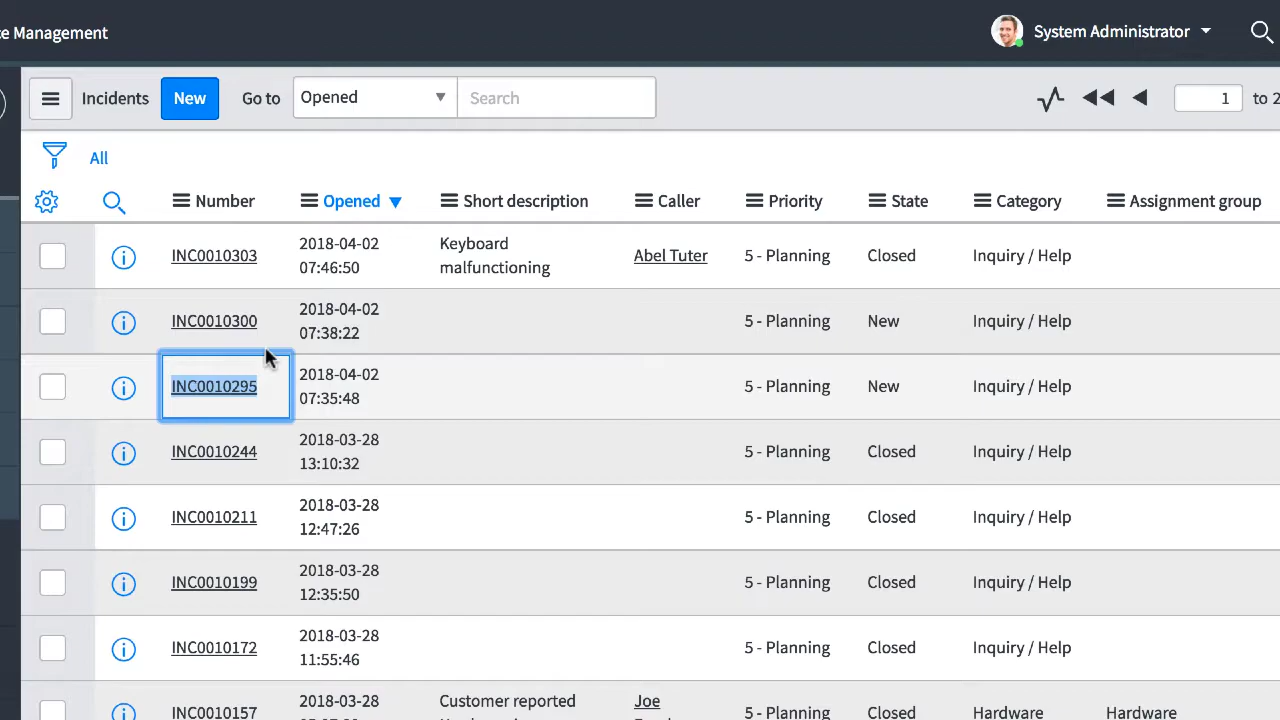 ce Management
System Administrator
Incidents New Go to Opened Search 1 to 2
All
Number Opened Short description Caller Priority State Category Assignment group
INC0010303 2018-04-02 07:46:50 Keyboard malfunctioning Abel Tuter 5 - Planning Closed Inquiry / Help
INC0010300 2018-04-02 07:38:22 5 - Planning New Inquiry / Help
INC0010295 2018-04-02 07:35:48 5 - Planning New Inquiry / Help
INC0010244 2018-03-28 13:10:32 5 - Planning Closed Inquiry / Help
INC0010211 2018-03-28 12:47:26 5 - Planning Closed Inquiry / Help
INC0010199 2018-03-28 12:35:50 5 - Planning Closed Inquiry / Help
INC0010172 2018-03-28 11:55:46 5 - Planning Closed Inquiry / Help
INC0010157 2018-03-28 Customer reported Joe 5 - Planning Closed Hardware Hardware